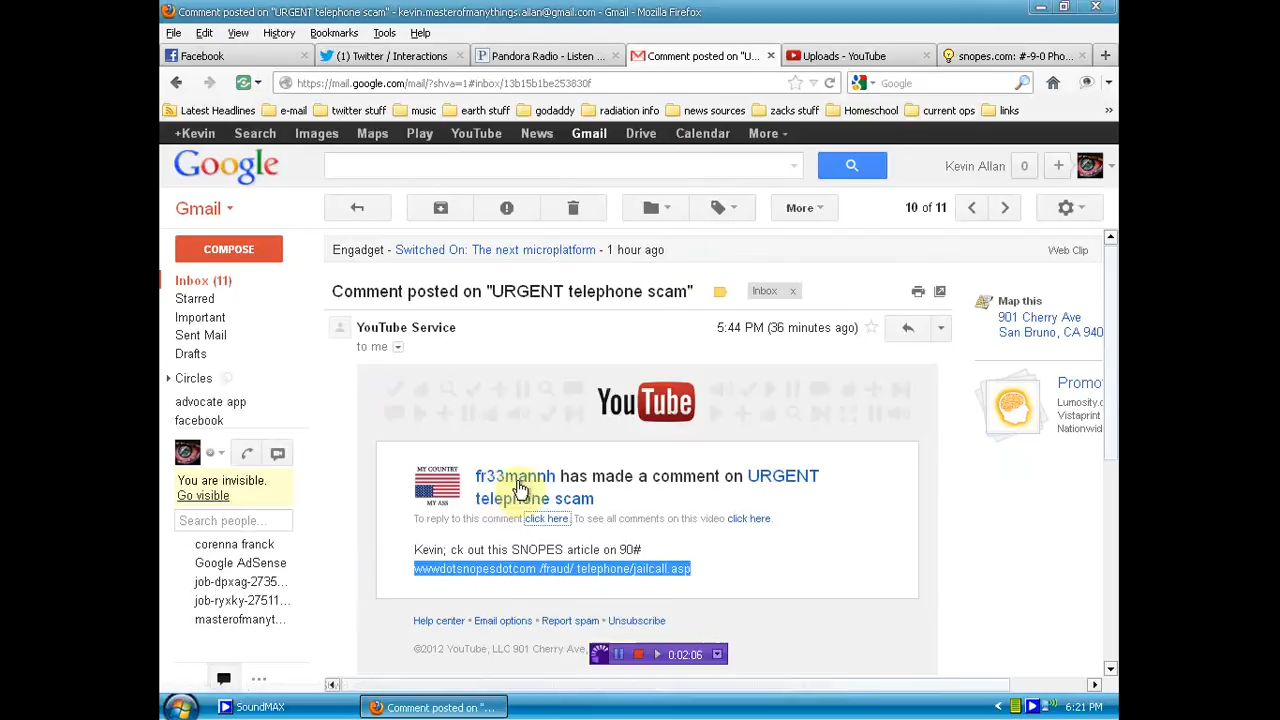 Comment posted on "URGENT telephone scam" - kevin.masterofmanythings.allan@gmail.com - Gmail - Mozilla Firefox
File Edit View History Bookmarks Tools Help
Facebook × (1) Twitter / Interactions × Pandora Radio - Listen ... × Comment posted on "U... × Uploads - YouTube × snopes.com: #-9-0 Pho... × +
https://mail.google.com/mail/?shva=1#inbox/13b15b1be253830f Google
Latest Headlines e-mail twitter stuff music earth stuff godaddy radiation info news sources zacks stuff Homeschool current ops links »
+Kevin Search Images Maps Play YouTube News Gmail Drive Calendar More
Google Kevin Allan 0 +
Gmail More 10 of 11
Engadget - Switched On: The next microplatform - 1 hour ago Web Clip
COMPOSE
Inbox (11)
Starred
Important
Sent Mail
Drafts
Circles
advocate app
facebook
You are invisible.
Go visible
Search people...
corenna franck
Google AdSense
job-dpxag-2735...
job-ryxky-27511...
masterofmanyt...
Comment posted on "URGENT telephone scam" Inbox x
YouTube Service 5:44 PM (36 minutes ago)
to me
YouTube
MY COUNTRY
MY ASS
fr33mannh has made a comment on URGENT
telephone scam
To reply to this comment click here. To see all comments on this video click here.
Kevin; ck out this SNOPES article on 90#
wwwdotsnopesdotcom /fraud/ telephone/jailcall.asp
Help center • Email options • Report spam • Unsubscribe
©2012 YouTube, LLC 901 Cherry Ave,
0:02:06
Map this
901 Cherry Ave
San Bruno, CA 940
Promo
Lumosity.c
Vistaprint
Nationwide
SoundMAX Comment posted on "... 6:21 PM